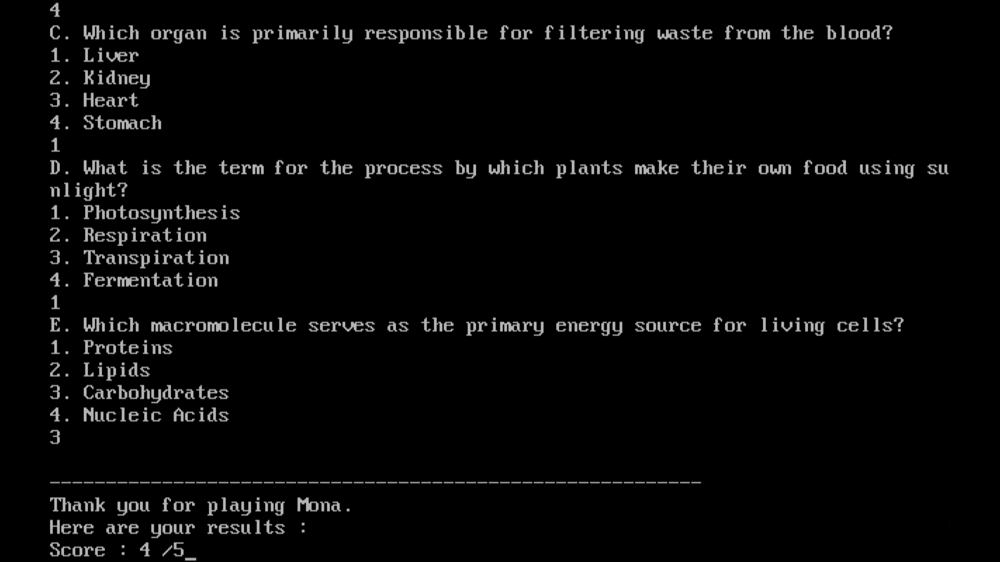 4
C. Which organ is primarily responsible for filtering waste from the blood?
1. Liver
2. Kidney
3. Heart
4. Stomach
1
D. What is the term for the process by which plants make their own food using su
nlight?
1. Photosynthesis
2. Respiration
3. Transpiration
4. Fermentation
1
E. Which macromolecule serves as the primary energy source for living cells?
1. Proteins
2. Lipids
3. Carbohydrates
4. Nucleic Acids
3
----------------------------------------------------------
Thank you for playing Mona.
Here are your results :
Score : 4 /5_